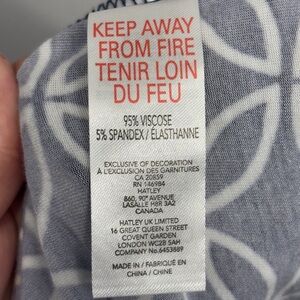 KEEP AWAY
FROM FIRE
TENIR LOIN
DU FEU
95% VISCOSE
5% SPANDEX / ÉLASTHANNE
EXCLUSIVE OF DECORATION
À L'EXCLUSION DES GARNITURES
CA 20859
RN 146984
HATLEY
860, 90e AVENUE
LASALLE H8R 3A2
CANADA
HATLEY UK LIMITED
16 GREAT QUEEN STREET
COVENT GARDEN
LONDON WC2B 5AH
COMPANY No.6453889
MADE IN / FABRIQUÉ EN
CHINA / CHINE